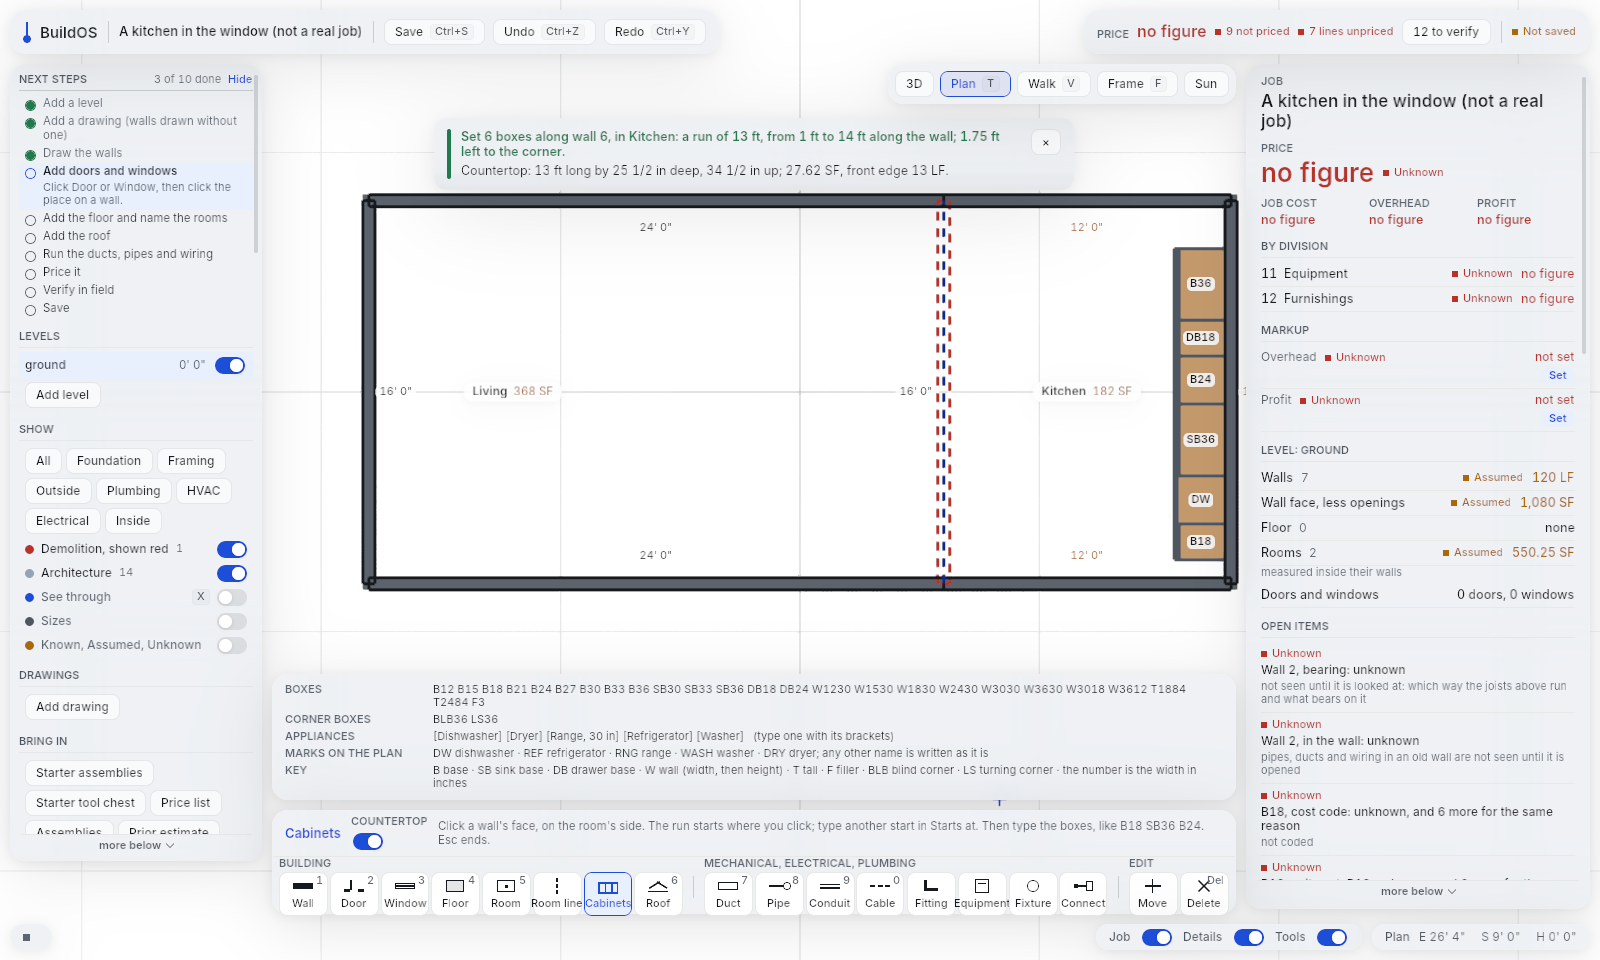 BuildOS
A kitchen in the window (not a real job)
Save Ctrl+S
Undo Ctrl+Z
Redo Ctrl+Y
PRICE no figure 9 not priced 7 lines unpriced 12 to verify Not saved
NEXT STEPS 3 of 10 done Hide
Add a level
Add a drawing (walls drawn without
one)
Draw the walls
Add doors and windows
Click Door or Window, then click the
place on a wall.
Add the floor and name the rooms
Add the roof
Run the ducts, pipes and wiring
Price it
Verify in field
Save
LEVELS
ground 0' 0"
Add level
SHOW
All Foundation Framing
Outside Plumbing HVAC
Electrical Inside
Demolition, shown red 1
Architecture 14
See through X
Sizes
Known, Assumed, Unknown
DRAWINGS
Add drawing
BRING IN
Starter assemblies
Starter tool chest Price list
Assemblies Prior estimate
more below
3D Plan T Walk V Frame F Sun
Set 6 boxes along wall 6, in Kitchen: a run of 13 ft, from 1 ft to 14 ft along the wall; 1.75 ft
left to the corner.
Countertop: 13 ft long by 25 1/2 in deep, 34 1/2 in up; 27.62 SF, front edge 13 LF.
×
24' 0" 12' 0"
B36
DB18
B24
16' 0" Living 368 SF 16' 0" Kitchen 182 SF
SB36
DW
B18
24' 0" 12' 0"
BOXES B12 B15 B18 B21 B24 B27 B30 B33 B36 SB30 SB33 SB36 DB18 DB24 W1230 W1530 W1830 W2430 W3030 W3630 W3018 W3612 T1884
T2484 F3
CORNER BOXES BLB36 LS36
APPLIANCES [Dishwasher] [Dryer] [Range, 30 in] [Refrigerator] [Washer] (type one with its brackets)
MARKS ON THE PLAN DW dishwasher · REF refrigerator · RNG range · WASH washer · DRY dryer; any other name is written as it is
KEY B base · SB sink base · DB drawer base · W wall (width, then height) · T tall · F filler · BLB blind corner · LS turning corner · the number is the width in
inches
Cabinets COUNTERTOP Click a wall's face, on the room's side. The run starts where you click; type another start in Starts at. Then type the boxes, like B18 SB36 B24.
Esc ends.
BUILDING MECHANICAL, ELECTRICAL, PLUMBING EDIT
1 2 3 4 5 6 7 8 9 0 Del
Wall Door Window Floor Room Room line Cabinets Roof Duct Pipe Conduit Cable Fitting Equipment Fixture Connect Move Delete
JOB
A kitchen in the window (not a real
job)
PRICE
no figure Unknown
JOB COST OVERHEAD PROFIT
no figure no figure no figure
BY DIVISION
11 Equipment Unknown no figure
12 Furnishings Unknown no figure
MARKUP
Overhead Unknown not set
Set
Profit Unknown not set
Set
LEVEL: GROUND
Walls 7 Assumed 120 LF
Wall face, less openings Assumed 1,080 SF
Floor 0 none
Rooms 2 Assumed 550.25 SF
measured inside their walls
Doors and windows 0 doors, 0 windows
OPEN ITEMS
Unknown
Wall 2, bearing: unknown
not seen until it is looked at: which way the joists above run
and what bears on it
Unknown
Wall 2, in the wall: unknown
pipes, ducts and wiring in an old wall are not seen until it is
opened
Unknown
B18, cost code: unknown, and 6 more for the same
reason
not coded
Unknown
more below
Job Details Tools Plan E 26' 4" S 9' 0" H 0' 0"